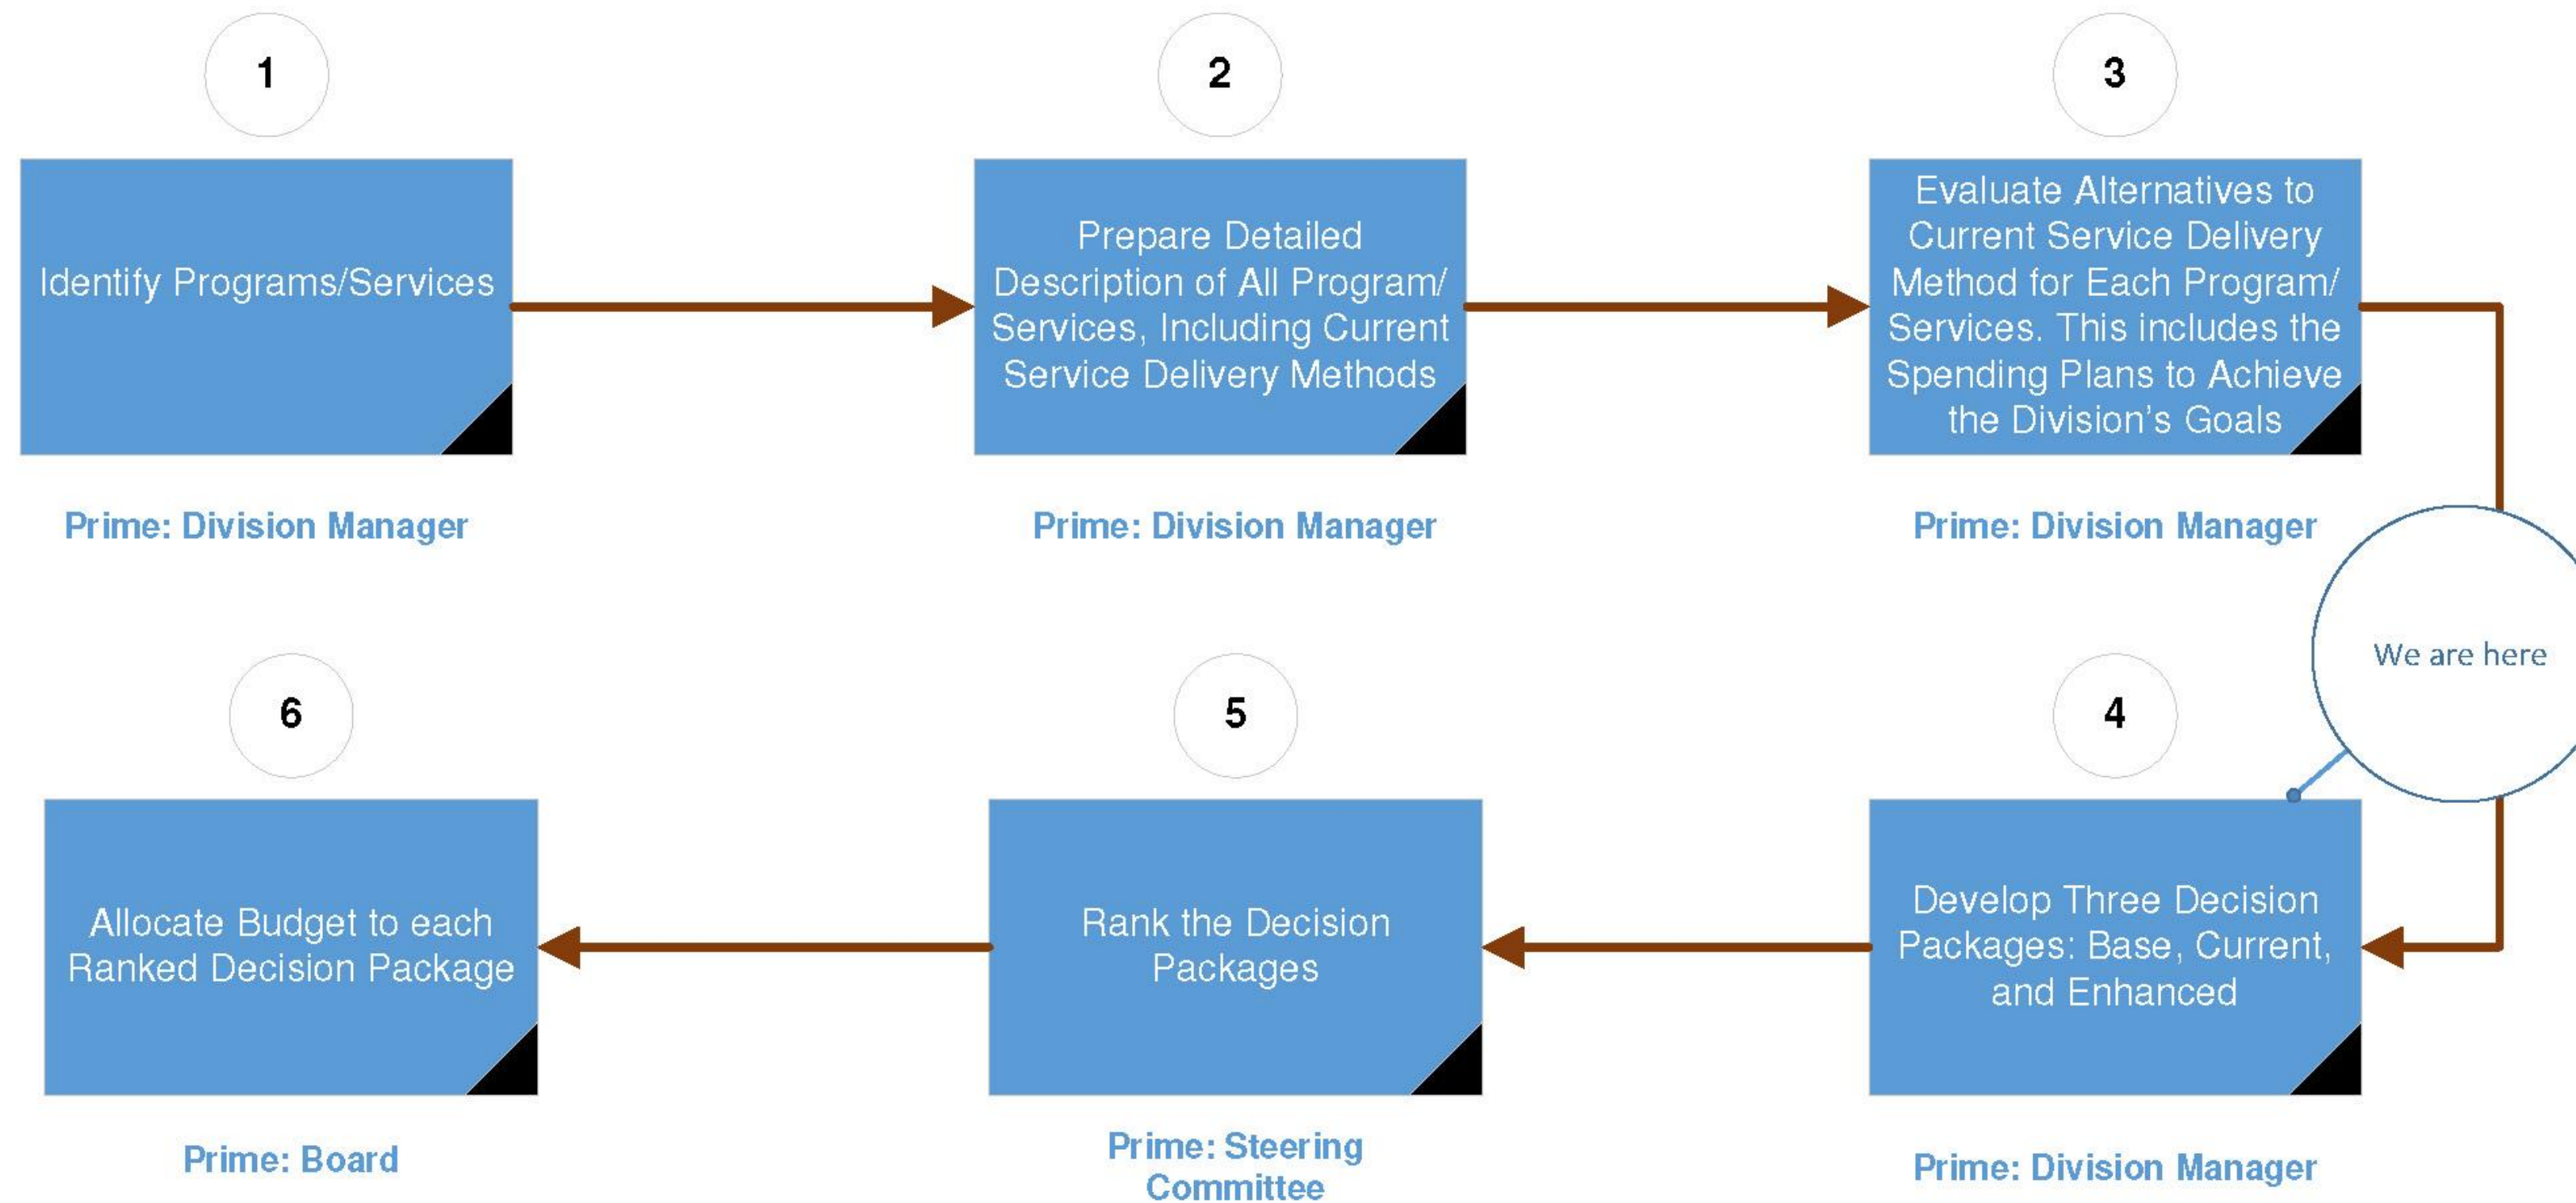 1
Identify Programs/Services
Prime: Division Manager
2
Prepare Detailed
Description of All Program/
Services, Including Current
Service Delivery Methods
Prime: Division Manager
3
Evaluate Alternatives to
Current Service Delivery
Method for Each Program/
Services. This includes the
Spending Plans to Achieve
the Division's Goals
Prime: Division Manager
We are here
4
Develop Three Decision
Packages: Base, Current,
and Enhanced
Prime: Division Manager
5
Rank the Decision
Packages
Prime: Steering
Committee
6
Allocate Budget to each
Ranked Decision Package
Prime: Board